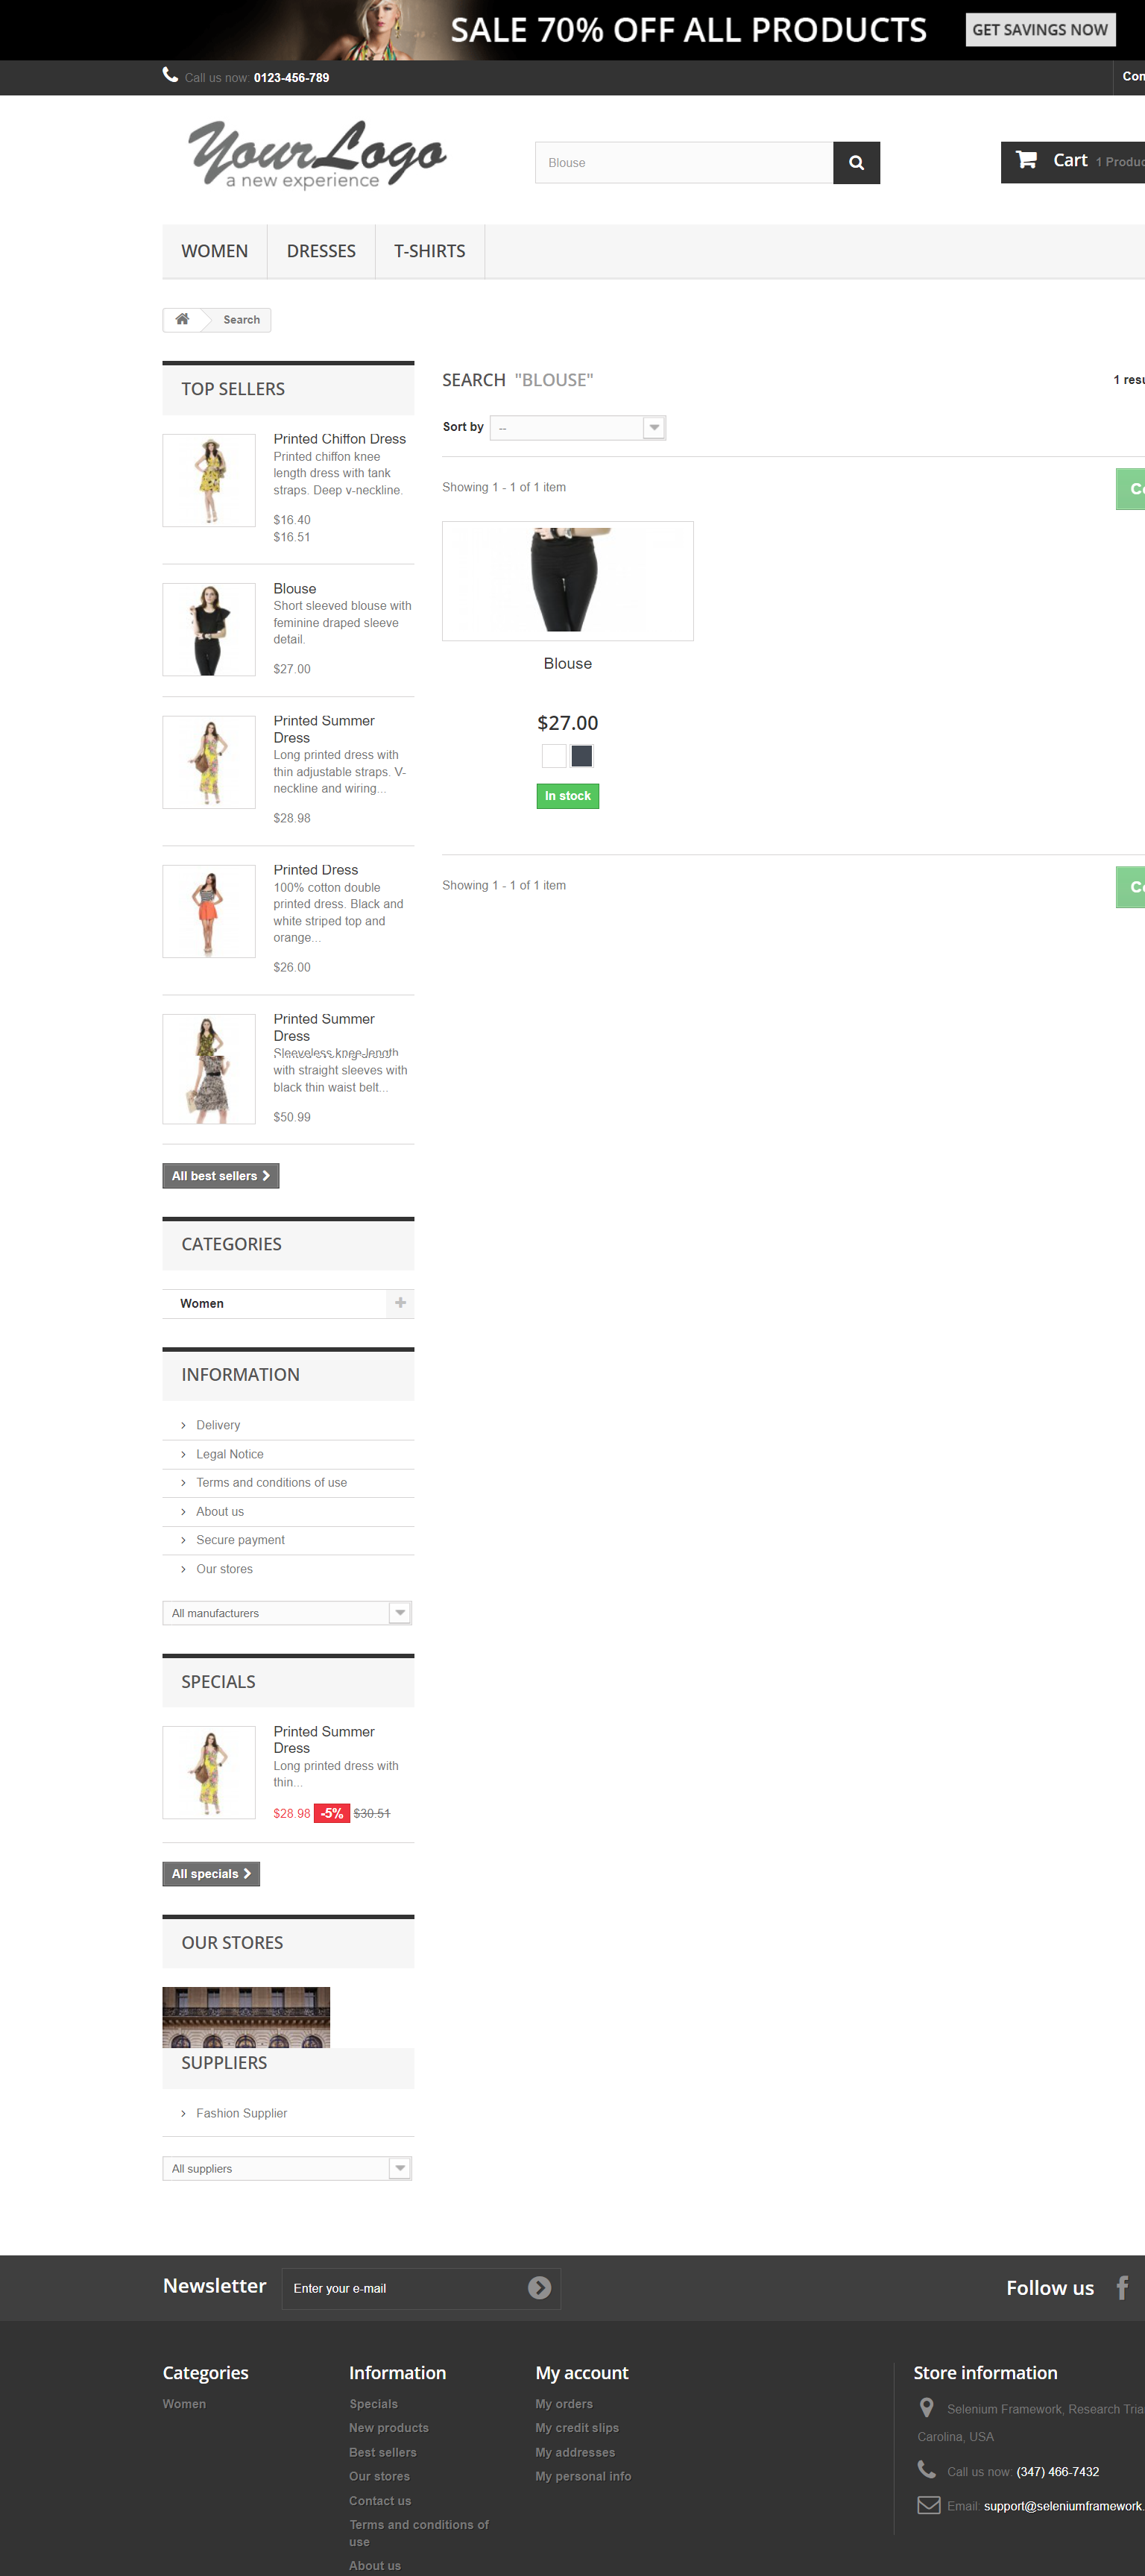 SALE 70% OFF ALL PRODUCTS GET SAVINGS NOW
Call us now: 0123-456-789
YourLogo
a new experience
Blouse
Cart 1
WOMEN DRESSES T-SHIRTS
Search
TOP SELLERS
Printed Chiffon Dress
Printed chiffon knee
length dress with tank
straps. Deep v-neckline.
$16.40
$16.51
Blouse
Short sleeved blouse with
feminine draped sleeve
detail.
$27.00
Printed Summer
Dress
Long printed dress with
thin adjustable straps. V-
neckline and wiring...
$28.98
Printed Dress
100% cotton double
printed dress. Black and
white striped top and
orange...
$26.00
Printed Summer
Dress
Sleeveless knee-length
with straight sleeves with
black thin waist belt...
$50.99
All best sellers
CATEGORIES
Women
INFORMATION
Delivery
Legal Notice
Terms and conditions of use
About us
Secure payment
Our stores
All manufacturers
SPECIALS
Printed Summer
Dress
Long printed dress with
thin...
$28.98 -5% $30.51
All specials
OUR STORES
SUPPLIERS
Fashion Supplier
All suppliers
SEARCH "BLOUSE"
1
Sort by --
Showing 1 - 1 of 1 item
Blouse
$27.00
In stock
Showing 1 - 1 of 1 item
Newsletter Enter your e-mail
Follow us
Categories
Women
Information
Specials
New products
Best sellers
Our stores
Contact us
Terms and conditions of
use
About us
My account
My orders
My credit slips
My addresses
My personal info
Store information
Selenium Framework, Research
Carolina, USA
Call us now: (347) 466-7432
Email: support@seleniumframework.